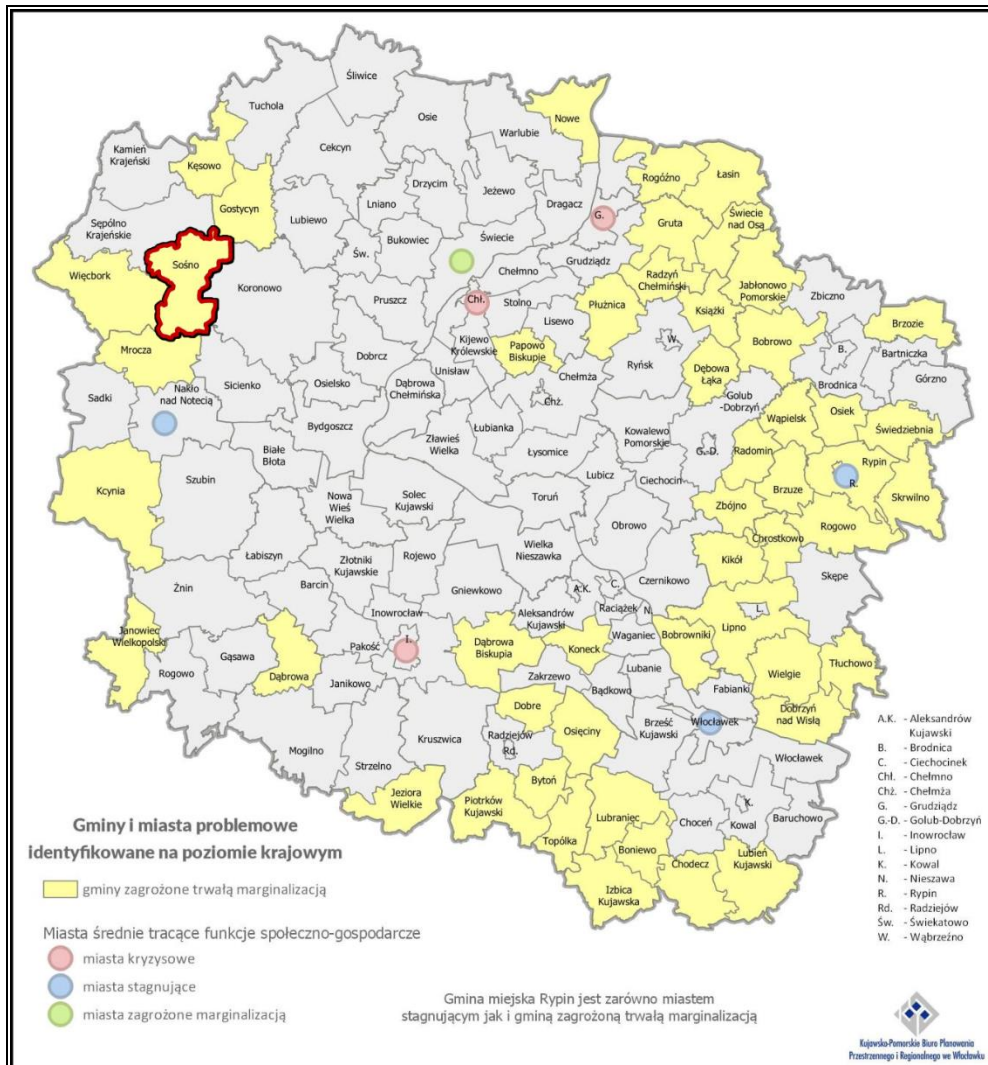 Śliwice
Tuchola
Osie
Nowe
Warlubie
Cekcyn
Kamień
Krajeński
Kęsowo
Rogóźno
Łasin
Drzycim
Jeżewo
Gostycyn
Lniano
Dragacz
G.
Lubiewo
Gruta
Świecie
nad Osą
Sępólno
Krajeńskie
Bukowiec
Świecie
Św.
Grudziądz
Sośno
Chełmno
Więcbork
Koronowo
Radzyń
Chełmiński
Jabłonowo
Pomorskie
Zbiczno
Pruszcz
Chł.
Stolno
Płużnica
Książki
Brzozie
Lisewo
Mrocza
Kijewo
Królewskie
Papowo
Biskupie
W.
Bobrowo
B.
Bartniczka
Dobrcz
Unisław
Chełmża
Ryńsk
Dębowa
Łąka
Górzno
Sadki
Nakło
nad Notecią
Sicienko
Osielsko
Dąbrowa
Chełmińska
Chż.
Golub
-Dobrzyń
Brodnica
Bydgoszcz
Łubianka
Wąpielsk
Osiek
Świedziebnia
Białe
Błota
Zławieś
Wielka
Łysomice
Kowalewo
Pomorskie
G.-D.
Radomin
Rypin
R.
Kcynia
Szubin
Lubicz
Ciechocin
Brzuze
Skrwilno
Nowa
Wieś
Wielka
Solec
Kujawski
Toruń
Zbójno
Obrowo
Rogowo
Chrostkowo
Łabiszyn
Złotniki
Kujawskie
Rojewo
Wielka
Nieszawka
Kikół
Skępe
Żnin
Barcin
Gniewkowo
Czernikowo
A.K.
C.
Inowrocław
Aleksandrów
Kujawski
Raciążek
N.
L.
Janowiec
Wielkopolski
Gąsawa
Pakość
I.
Dąbrowa
Biskupia
Koneck
Waganiec
Bobrowniki
Lipno
Rogowo
Dąbrowa
Janikowo
Zakrzewo
Lubanie
Wielgie
Tłuchowo
Bądkowo
Fabianki
Dobre
Dobrzyń
nad Wisłą
Mogilno
Strzelno
Kruszwica
Radziejów
Rd.
Osięciny
Brześć
Kujawski
Włocławek
Włocławek
Jeziora
Wielkie
Piotrków
Kujawski
Bytoń
Lubraniec
Choceń
K.
Kowal
Baruchowo
Topólka
Boniewo
Chodecz
Lubień
Kujawski
Izbica
Kujawska
A.K. - Aleksandrów
Kujawski
B. - Brodnica
C. - Ciechocinek
Chł. - Chełmno
Chż. - Chełmża
G. - Grudziądz
G.-D. - Golub-Dobrzyń
I. - Inowrocław
L. - Lipno
K. - Kowal
N. - Nieszawa
R. - Rypin
Rd. - Radziejów
Św. - Świekatowo
W. - Wąbrzeźno
Gminy i miasta problemowe
identyfikowane na poziomie krajowym
gminy zagrożone trwałą marginalizacją
Miasta średnie tracące funkcje społeczno-gospodarcze
miasta kryzysowe
miasta stagnujące
miasta zagrożone marginalizacją
Gmina miejska Rypin jest zarówno miastem
stagnującym jak i gminą zagrożoną trwałą marginalizacją
Kujawsko-Pomorskie Biuro Planowania
Przestrzennego i Regionalnego we Włocławku